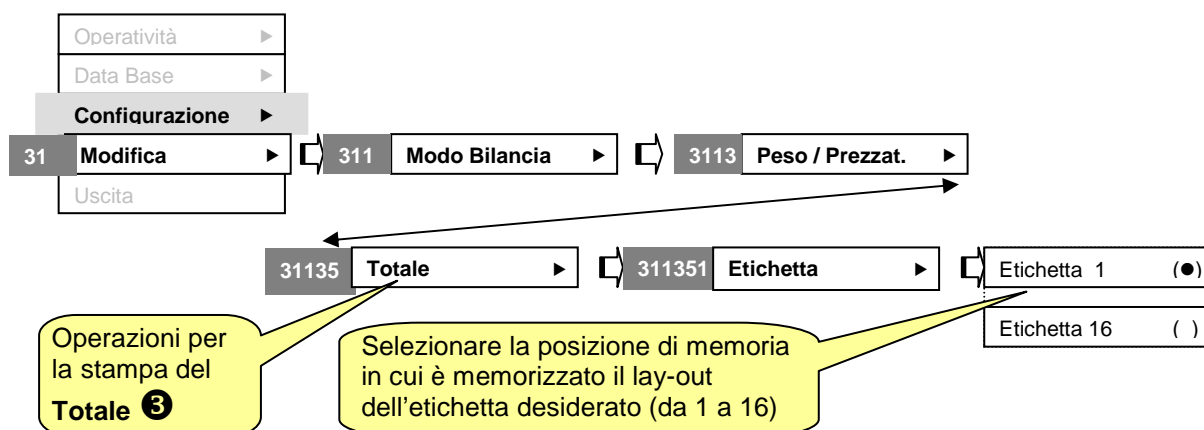 Operatività ►
Data Base ►
Configurazione ►
31 Modifica ► 311 Modo Bilancia ► 3113 Peso / Prezzat. ►
Uscita
31135 Totale ► 311351 Etichetta ► Etichetta 1 (●)
Etichetta 16 ( )
Operazioni per
la stampa del
Totale ❸
Selezionare la posizione di memoria
in cui è memorizzato il lay-out
dell'etichetta desiderato (da 1 a 16)